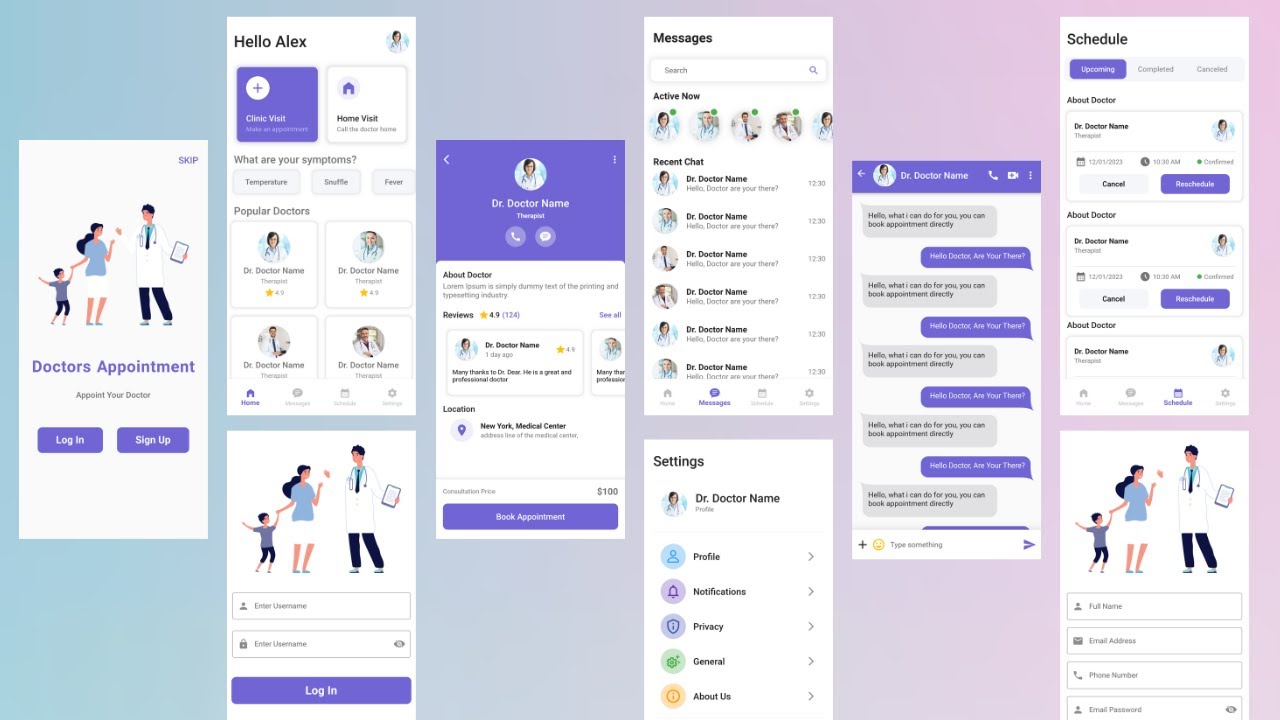 SKIP
Doctors Appointment
Appoint Your Doctor
Log In
Sign Up
Hello Alex
Clinic Visit
Make an appointment
Home Visit
Call the doctor home
What are your symptoms?
Temperature
Snuffle
Fever
Popular Doctors
Dr. Doctor Name
Therapist
4.9
Dr. Doctor Name
Therapist
4.9
Dr. Doctor Name
Therapist
Dr. Doctor Name
Therapist
Home
Messages
Schedule
Settings
Enter Username
Enter Username
Log In
Dr. Doctor Name
Therapist
About Doctor
Lorem Ipsum is simply dummy text of the printing and
typesetting industry.
Reviews
4.9 (124)
See all
Dr. Doctor Name
1 day ago
4.9
Many thanks to Dr. Dear. He is a great and
professional doctor
Many
profess
Location
New York, Medical Center
address line of the medical center,
Consultation Price
$100
Book Appointment
Messages
Search
Active Now
Recent Chat
Dr. Doctor Name
Hello, Doctor are your there?
12:30
Dr. Doctor Name
Hello, Doctor are your there?
12:30
Dr. Doctor Name
Hello, Doctor are your there?
12:30
Dr. Doctor Name
Hello, Doctor are your there?
12:30
Dr. Doctor Name
Hello, Doctor are your there?
12:30
Dr. Doctor Name
Hello, Doctor are your there?
12:30
Home
Messages
Schedule
Settings
Settings
Dr. Doctor Name
Profile
Profile
Notifications
Privacy
General
About Us
Dr. Doctor Name
Hello, what i can do for you, you can
book appointment directly
Hello Doctor, Are Your There?
Hello, what i can do for you, you can
book appointment directly
Hello Doctor, Are Your There?
Hello, what i can do for you, you can
book appointment directly
Hello Doctor, Are Your There?
Hello, what i can do for you, you can
book appointment directly
Hello Doctor, Are Your There?
Hello, what i can do for you, you can
book appointment directly
Type something
Schedule
Upcoming
Completed
Canceled
About Doctor
Dr. Doctor Name
Therapist
12/01/2023
10:30 AM
Confirmed
Cancel
Reschedule
About Doctor
Dr. Doctor Name
Therapist
12/01/2023
10:30 AM
Confirmed
Cancel
Reschedule
About Doctor
Dr. Doctor Name
Therapist
Home
Messages
Schedule
Settings
Full Name
Email Address
Phone Number
Email Password